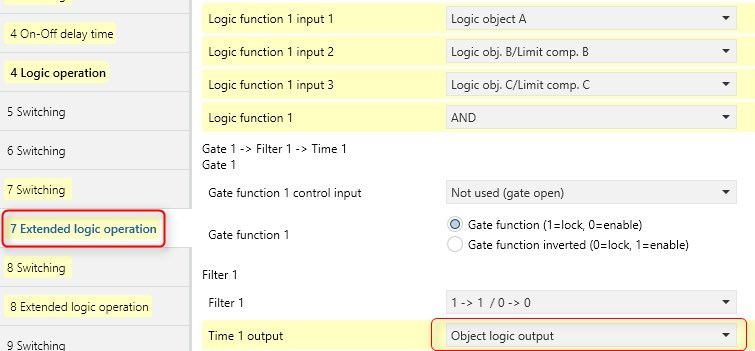 Switching
4 On-Off delay time
4 Logic operation
5 Switching
6 Switching
7 Switching
7 Extended logic operation
8 Switching
8 Extended logic operation
9 Switching
Logic function 1 input 1 Logic object A
Logic function 1 input 2 Logic obj. B/Limit comp. B
Logic function 1 input 3 Logic obj. C/Limit comp. C
Logic function 1 AND
Gate 1 -> Filter 1 -> Time 1
Gate 1
Gate function 1 control input Not used (gate open)
Gate function 1 Gate function (1=lock, 0=enable)
Gate function inverted (0=lock, 1=enable)
Filter 1
Filter 1 1 -> 1 / 0 -> 0
Time 1 output Object logic output